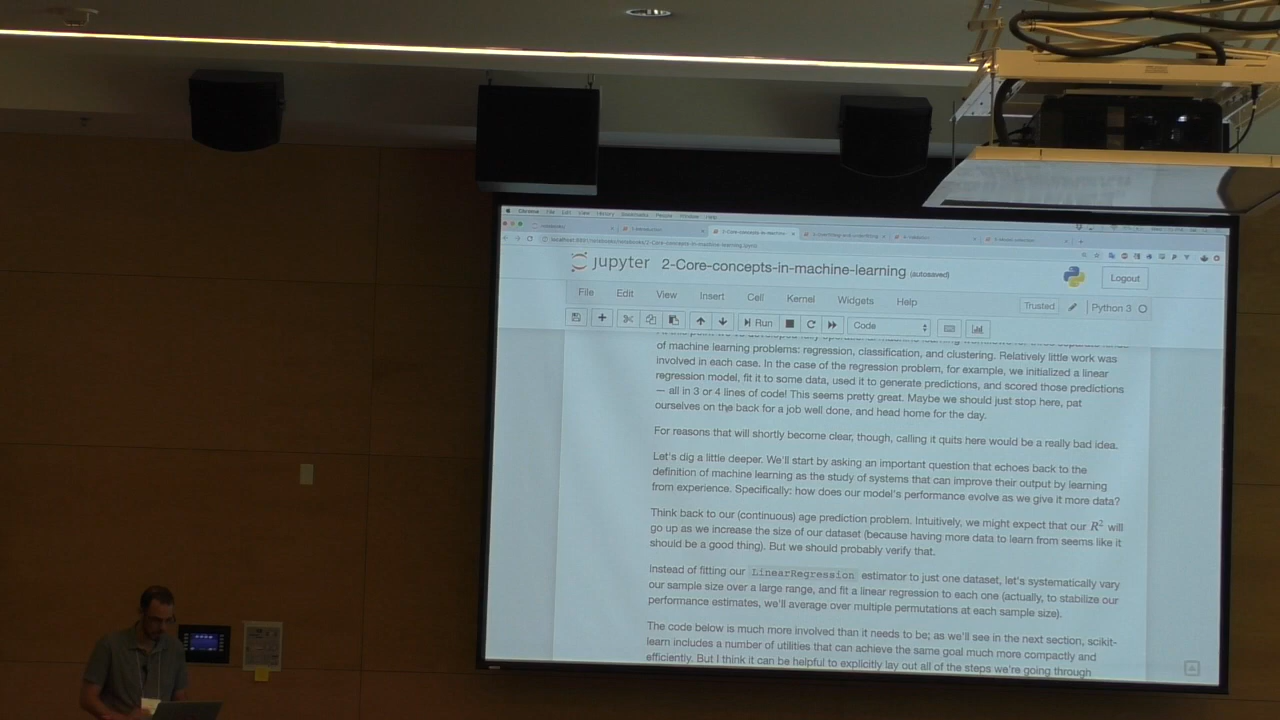 Chrome File Edit View History Bookmarks People Window Help
1-Introduction 2-Core-concepts-in-machine-
jupyter 2-Core-concepts-in-machine-learning (autosaved)
Logout
File Edit View Insert Cell Kernel Widgets Help
Trusted Python 3
Run Code
of machine learning problems: regression, classification, and clustering. Relatively little work was
involved in each case. In the case of the regression problem, for example, we initialized a linear
regression model, fit it to some data, used it to generate predictions, and scored those predictions
— all in 3 or 4 lines of code! This seems pretty great. Maybe we should just stop here, pat
ourselves on the back for a job well done, and head home for the day.
For reasons that will shortly become clear, though, calling it quits here would be a really bad idea.
Let's dig a little deeper. We'll start by asking an important question that echoes back to the
definition of machine learning as the study of systems that can improve their output by learning
from experience. Specifically: how does our model's performance evolve as we give it more data?
Think back to our (continuous) age prediction problem. Intuitively, we might expect that our R² will
go up as we increase the size of our dataset (because having more data to learn from seems like it
should be a good thing). But we should probably verify that.
Instead of fitting our LinearRegression estimator to just one dataset, let's systematically vary
our sample size over a large range, and fit a linear regression to each one (actually, to stabilize our
performance estimates, we'll average over multiple permutations at each sample size).
The code below is much more involved than it needs to be; as we'll see in the next section, scikit-
learn includes a number of utilities that can achieve the same goal much more compactly and
efficiently. But I think it can be helpful to explicitly lay out all of the steps we're going through